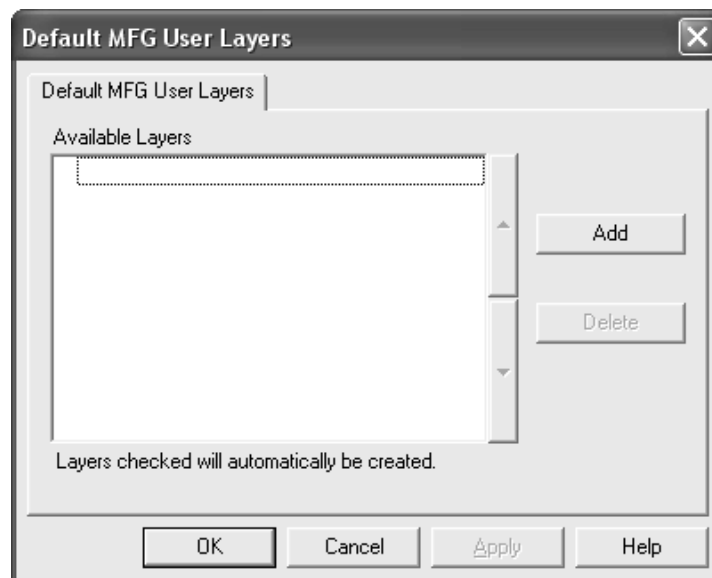 Default MFG User Layers
Default MFG User Layers
Available Layers
Add
Delete
Layers checked will automatically be created.
OK
Cancel
Apply
Help